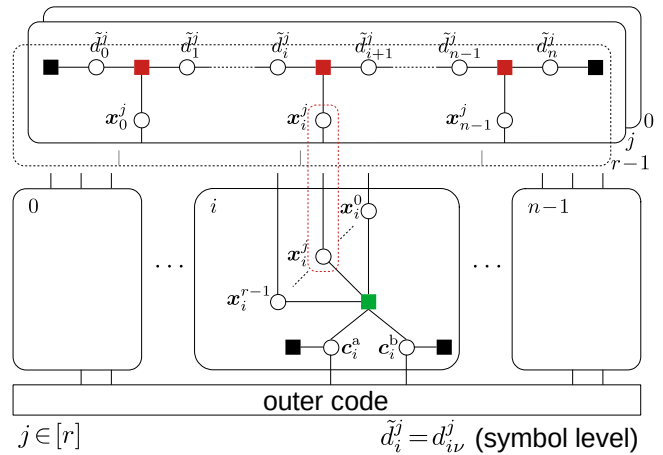 d̃₀ʲ d̃₁ʲ d̃ᵢʲ d̃ᵢ₊₁ʲ d̃ₙ₋₁ʲ d̃ₙʲ
x₀ʲ xᵢʲ xₙ₋₁ʲ 0
j
r−1
0 i xᵢ⁰ n−1
xᵢʲ
··· ···
xᵢʳ⁻¹
cᵢᵃ cᵢᵇ
outer code
j∈[r] d̃ᵢʲ = dᵢᵥʲ (symbol level)